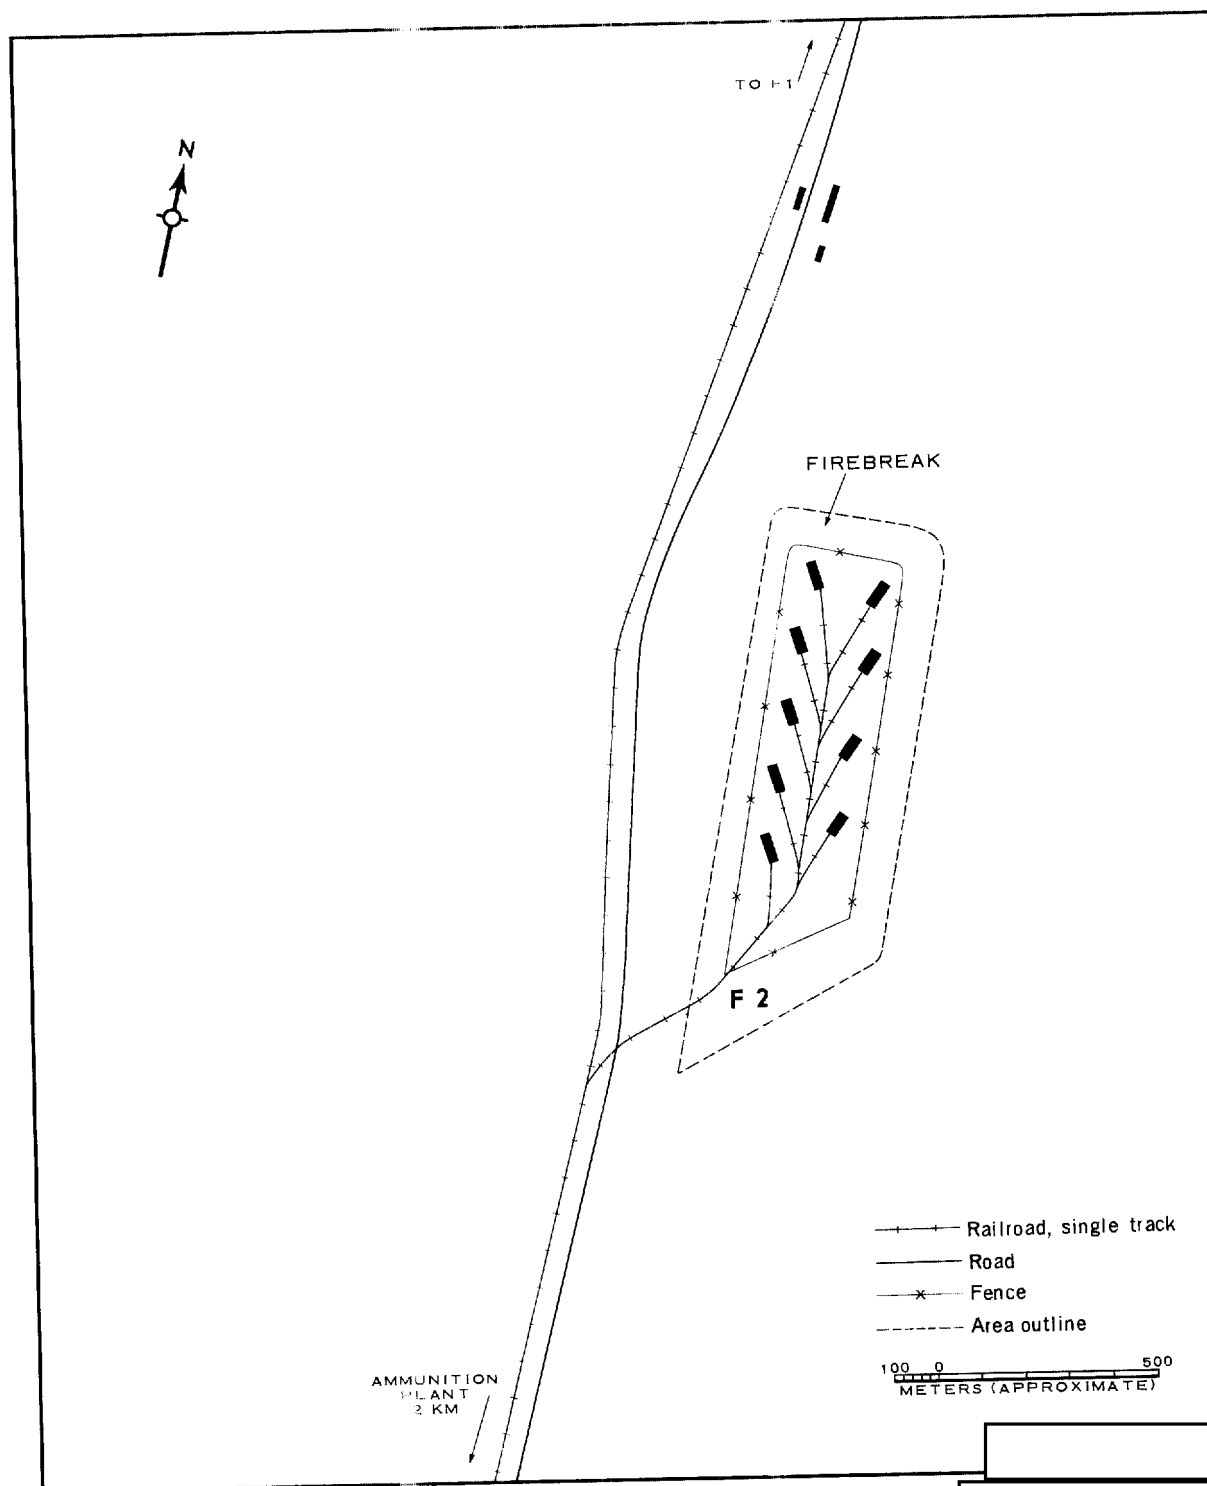 TO F1
N
FIREBREAK
F 2
Railroad, single track
Road
Fence
Area outline
100 0 500
METERS (APPROXIMATE)
AMMUNITION
PLANT
2 KM